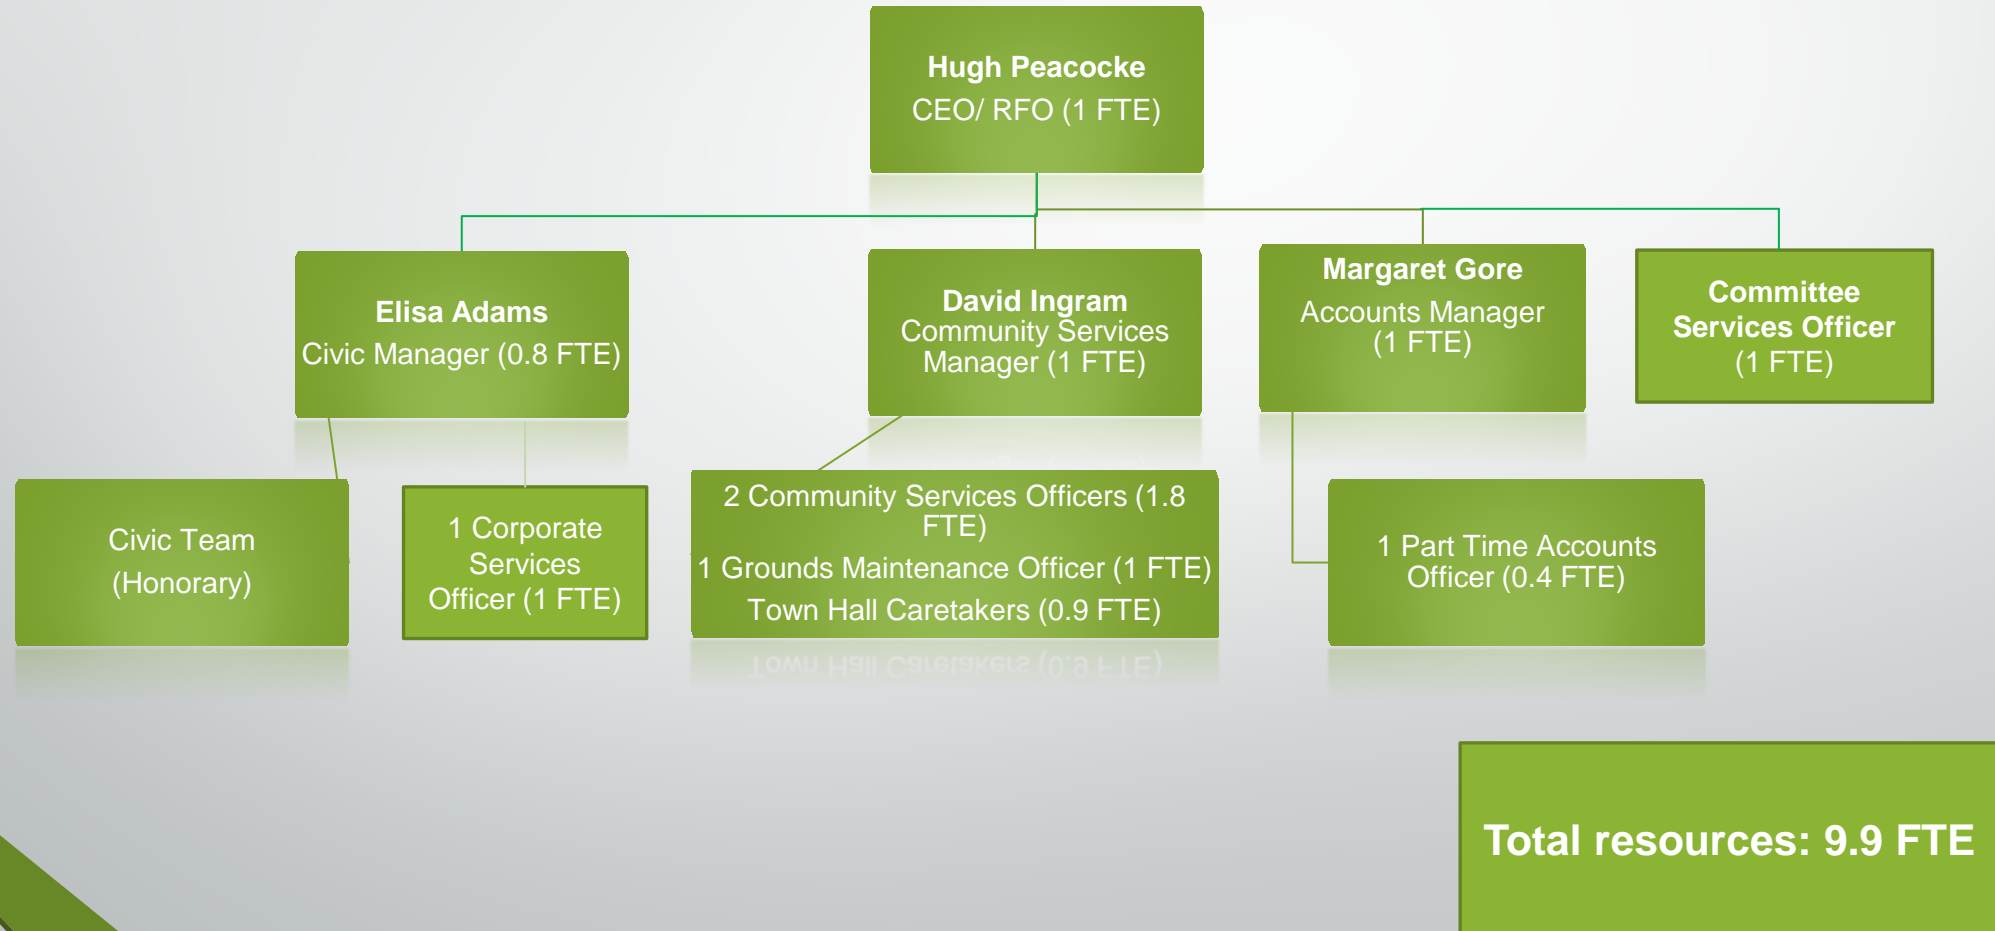 Hugh Peacocke
CEO/ RFO (1 FTE)
Elisa Adams
Civic Manager (0.8 FTE)
David Ingram
Community Services
Manager (1 FTE)
Margaret Gore
Accounts Manager
(1 FTE)
Committee
Services Officer
(1 FTE)
Civic Team
(Honorary)
1 Corporate
Services
Officer (1 FTE)
2 Community Services Officers (1.8
FTE)
1 Grounds Maintenance Officer (1 FTE)
Town Hall Caretakers (0.9 FTE)
1 Part Time Accounts
Officer (0.4 FTE)
Total resources: 9.9 FTE